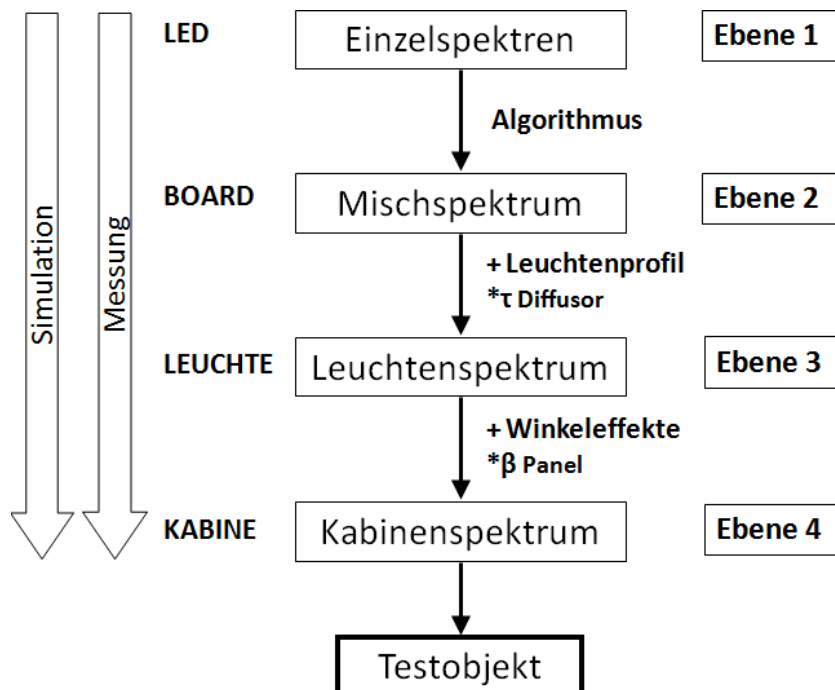 LED
Einzelspektren
Ebene 1
Algorithmus
BOARD
Mischspektrum
Ebene 2
+ Leuchtenprofil
*τ Diffusor
Simulation
Messung
LEUCHTE
Leuchtenspektrum
Ebene 3
+ Winkeleffekte
*β Panel
KABINE
Kabinenspektrum
Ebene 4
Testobjekt